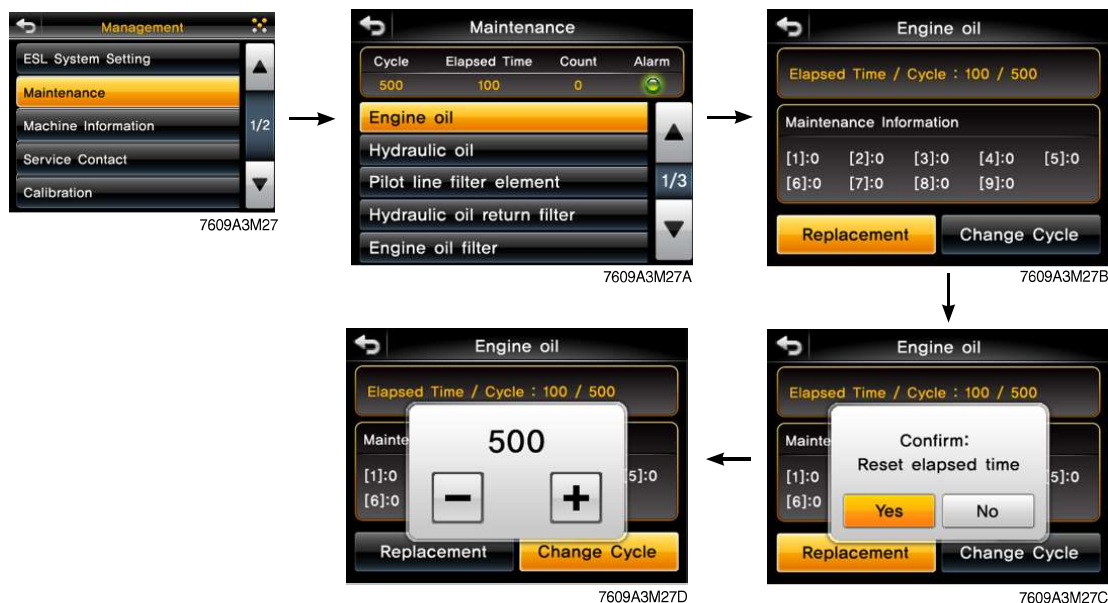 Management
ESL System Setting
Maintenance
Machine Information
Service Contact
Calibration
1/2
7609A3M27
Maintenance
Cycle Elapsed Time Count Alarm
500 100 0
Engine oil
Hydraulic oil
Pilot line filter element
Hydraulic oil return filter
Engine oil filter
1/3
7609A3M27A
Engine oil
Elapsed Time / Cycle : 100 / 500
Maintenance Information
[1]:0 [2]:0 [3]:0 [4]:0 [5]:0
[6]:0 [7]:0 [8]:0 [9]:0
Replacement Change Cycle
7609A3M27B
Engine oil
Elapsed Time / Cycle : 100 / 500
Mainte
500
[1]:0 5]:0
[6]:0
− +
Replacement Change Cycle
7609A3M27D
Engine oil
Elapsed Time / Cycle : 100 / 500
Mainte
Confirm:
Reset elapsed time
[1]:0 5]:0
[6]:0
Yes No
Replacement Change Cycle
7609A3M27C